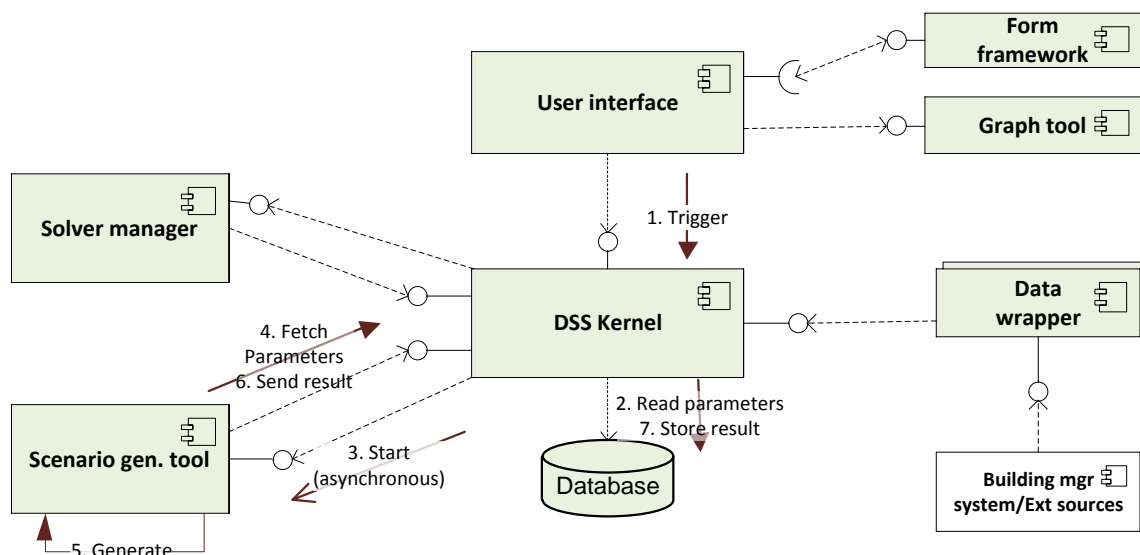 Form
framework
User interface
Graph tool
Solver manager
1. Trigger
DSS Kernel
Data
wrapper
4. Fetch
Parameters
6. Send result
2. Read parameters
7. Store result
Scenario gen. tool
3. Start
(asynchronous)
Database
Building mgr
system/Ext sources
5. Generate